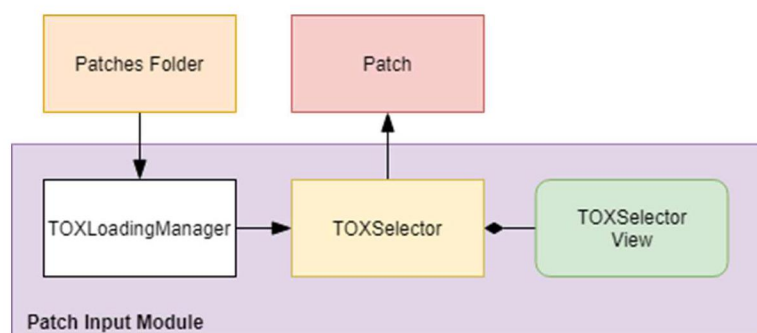 Patches Folder
Patch
TOXLoadingManager
TOXSelector
TOXSelector
View
Patch Input Module